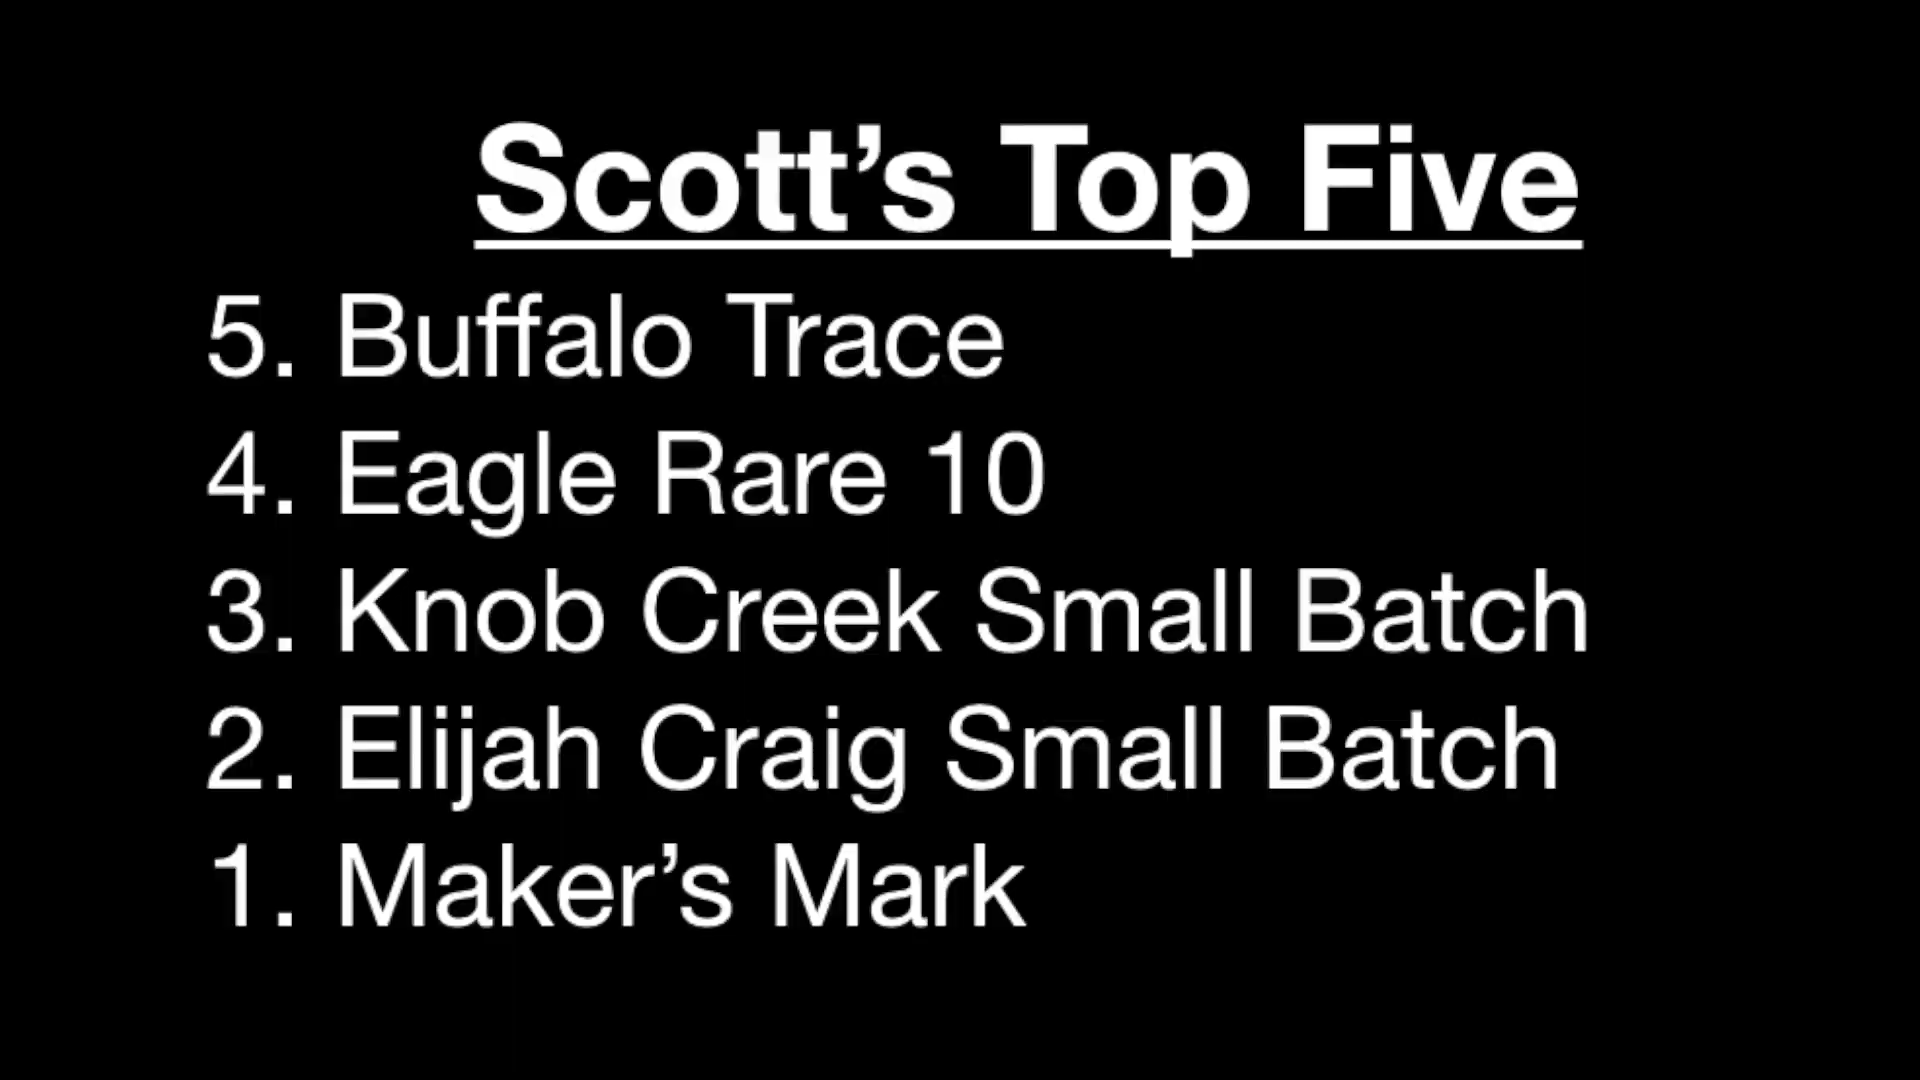 Scott’s Top Five
5. Buffalo Trace
4. Eagle Rare 10
3. Knob Creek Small Batch
2. Elijah Craig Small Batch
1. Maker’s Mark